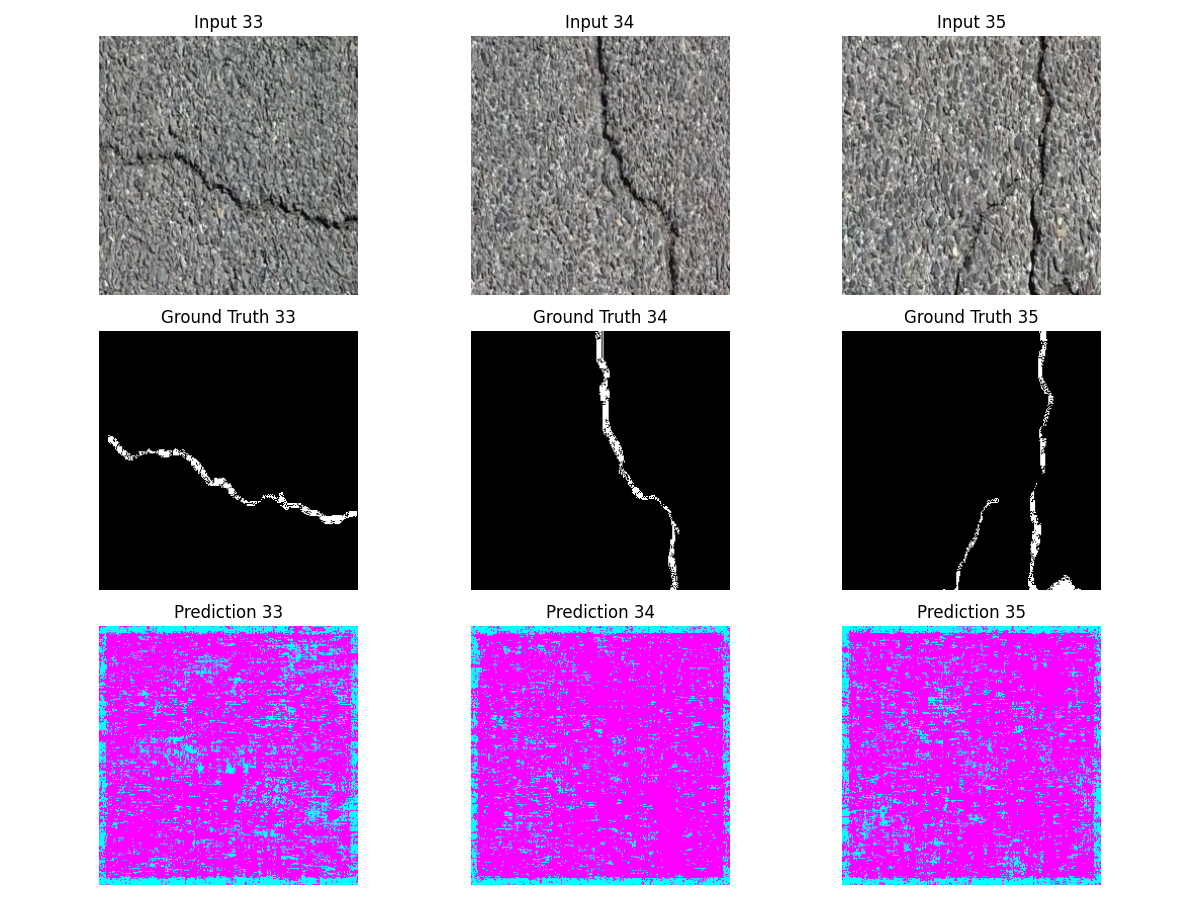 Input 33
Input 34
Input 35
Ground Truth 33
Ground Truth 34
Ground Truth 35
Prediction 33
Prediction 34
Prediction 35